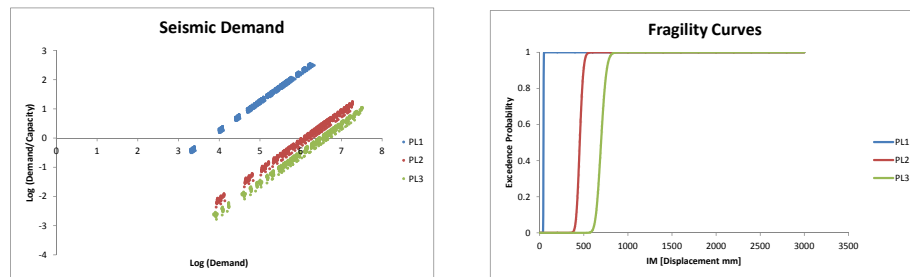 Seismic Demand
3
2
1
0
0 1 2 3 4 5 6 7 8
-1
-2
-3
-4
Log (Demand/Capacity)
Log (Demand)
PL1
PL2
PL3
Fragility Curves
1
0.8
0.6
0.4
0.2
0
0 500 1000 1500 2000 2500 3000 3500
Excedence Probability
IM [Displacement mm]
PL1
PL2
PL3